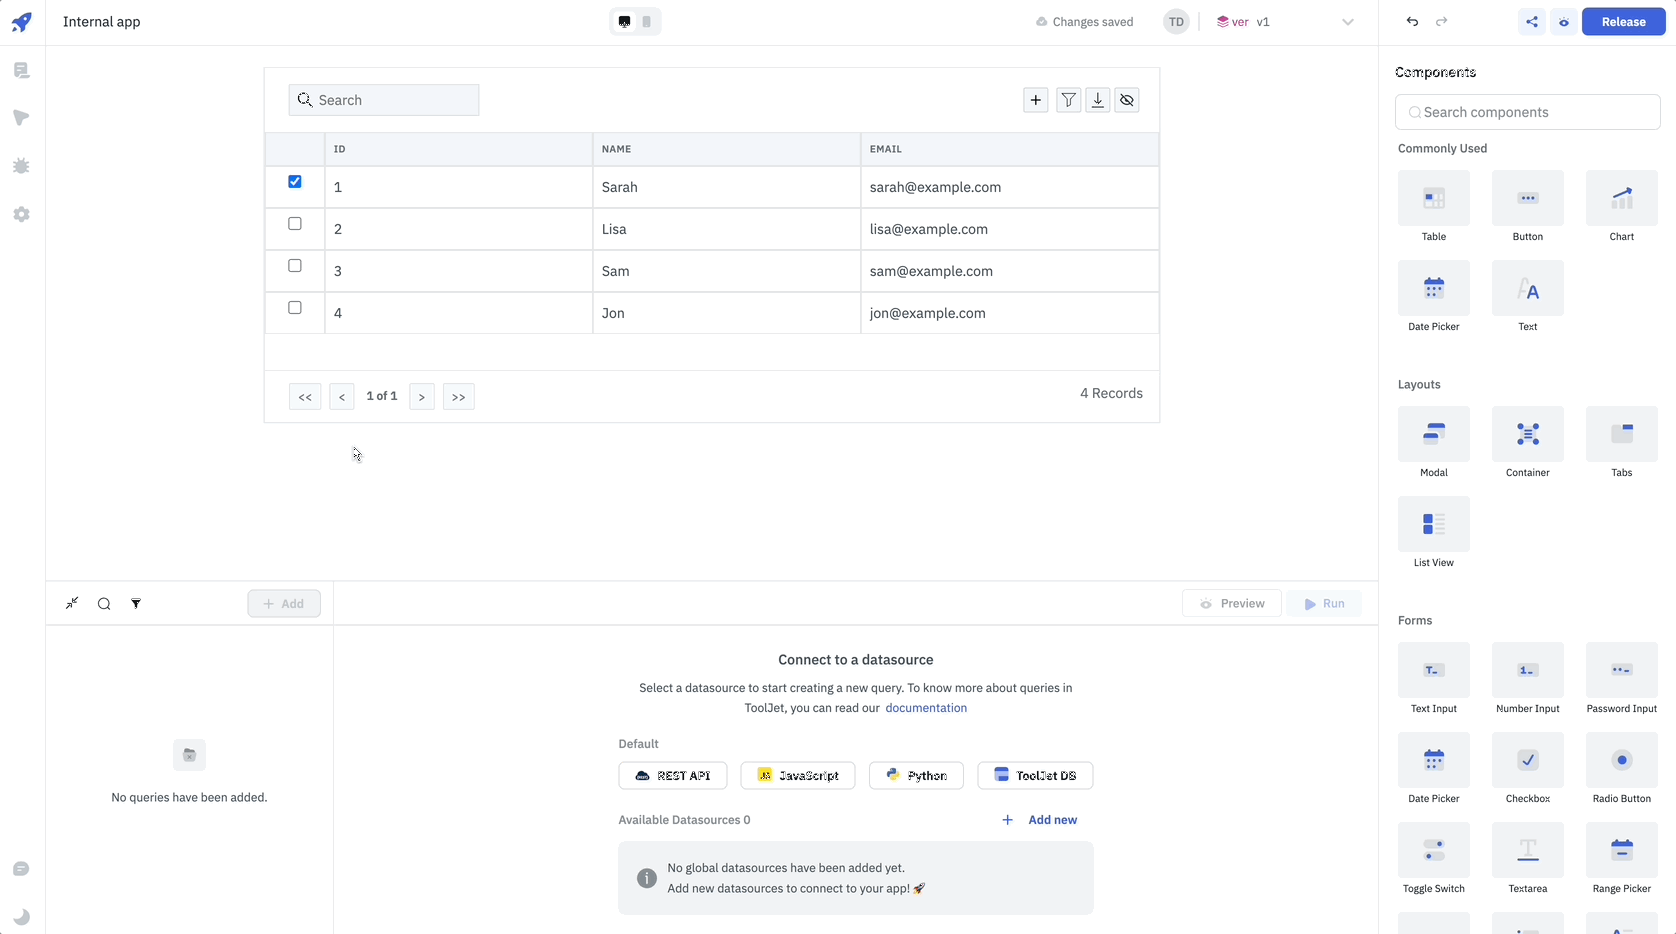 Internal app
Changes saved
TD
ver v1
Release
Search
ID NAME EMAIL
1 Sarah sarah@example.com
2 Lisa lisa@example.com
3 Sam sam@example.com
4 Jon jon@example.com
<< < 1 of 1 > >>
4 Records
+ Add
Preview
Run
No queries have been added.
Connect to a datasource
Select a datasource to start creating a new query. To know more about queries in
ToolJet, you can read our documentation
Default
REST API
JS JavaScript
Python
ToolJet DB
Available Datasources 0
+ Add new
No global datasources have been added yet.
Add new datasources to connect to your app! 🚀
Components
Search components
Commonly Used
Table Button Chart
Date Picker Text
Layouts
Modal Container Tabs
List View
Forms
Text Input Number Input Password Input
Date Picker Checkbox Radio Button
Toggle Switch Textarea Range Picker